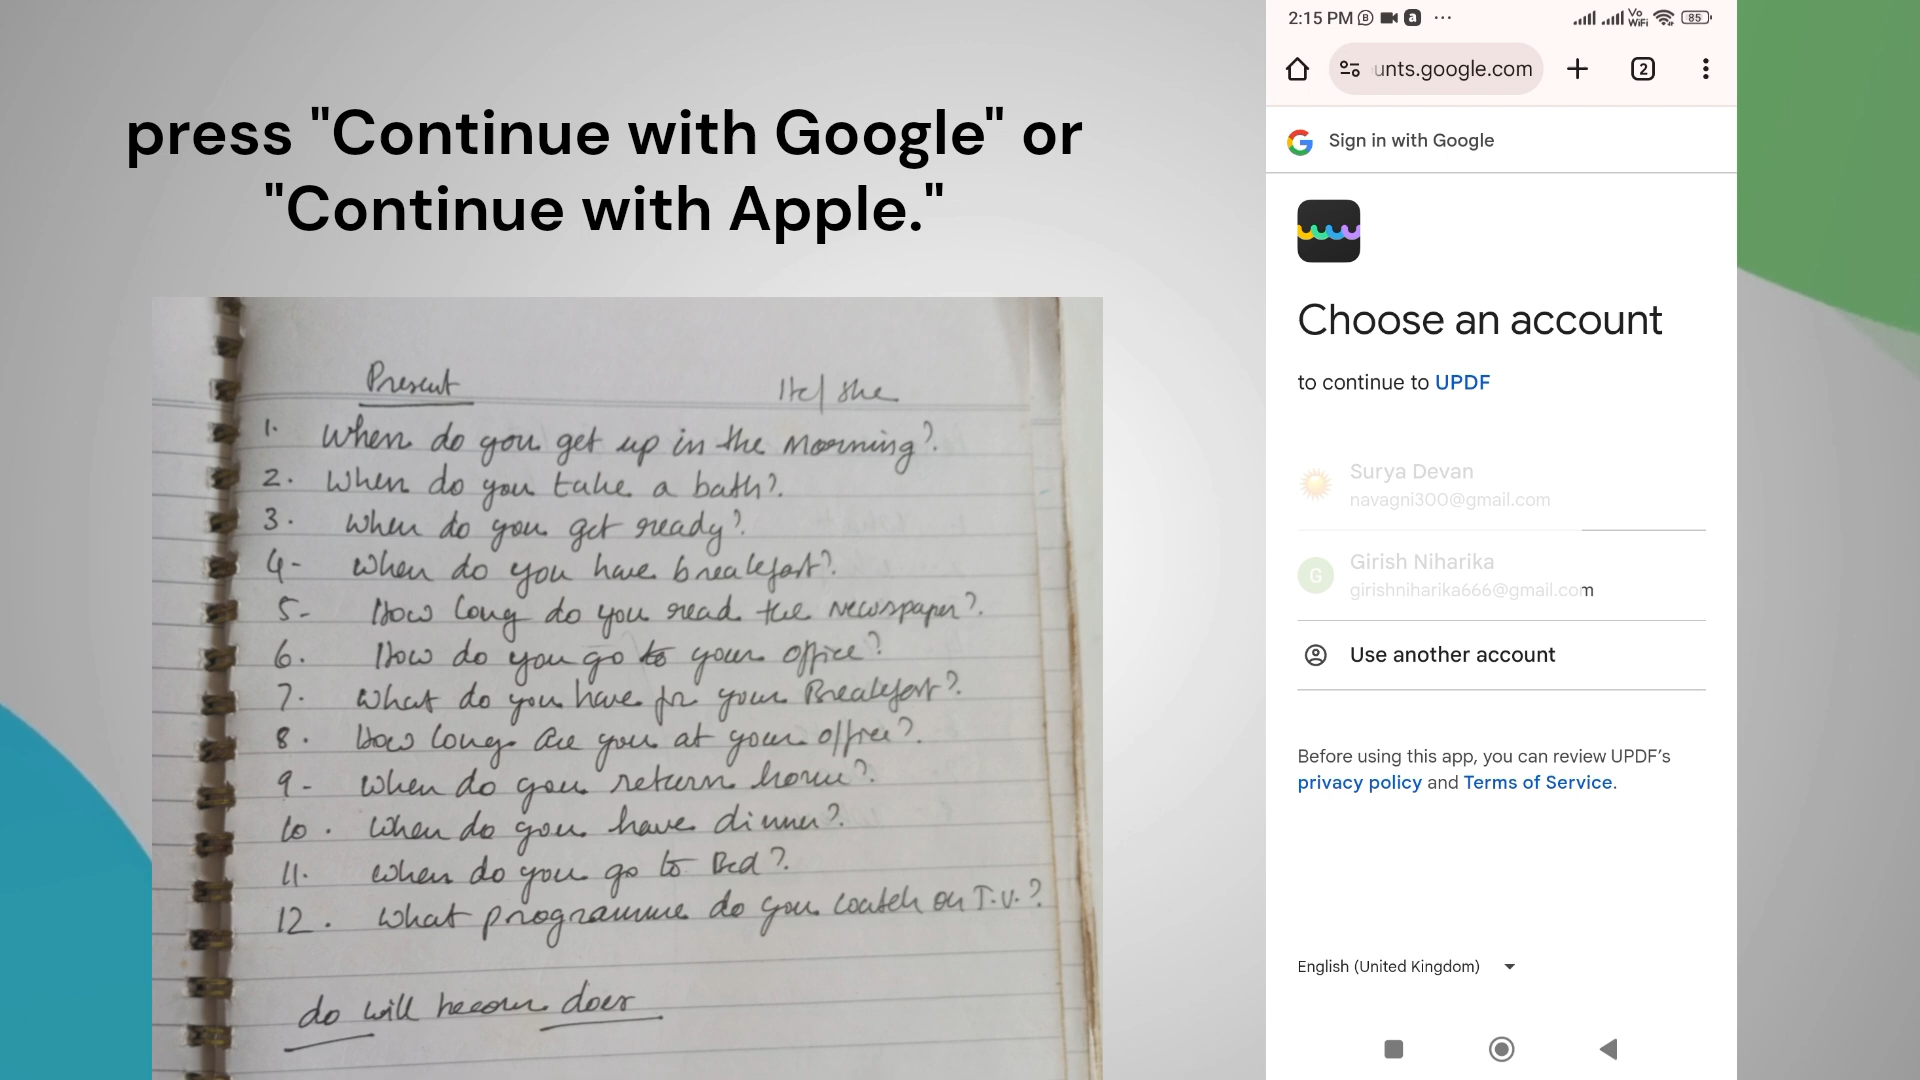 press "Continue with Google" or
"Continue with Apple."
Present He/she
1. When do you get up in the Morning?
2. When do you take a bath?
3. When do you get ready?
4- When do you have breakfast?
5- How long do you read the Newspaper?
6. How do you go to your office?
7. What do you have for your Breakfast?
8. How long are you at your office?
9- When do you return home?
10. When do you have dinner?
11. When do you go to Bed?
12. What programme do you watch on T.V.?
do will become does
2:15 PM B a ... Vo WiFi 85
unts.google.com 2
G Sign in with Google
Choose an account
to continue to UPDF
Surya Devan
navagni300@gmail.com
G Girish Niharika
girishniharika666@gmail.com
Use another account
Before using this app, you can review UPDF's
privacy policy and Terms of Service.
English (United Kingdom)